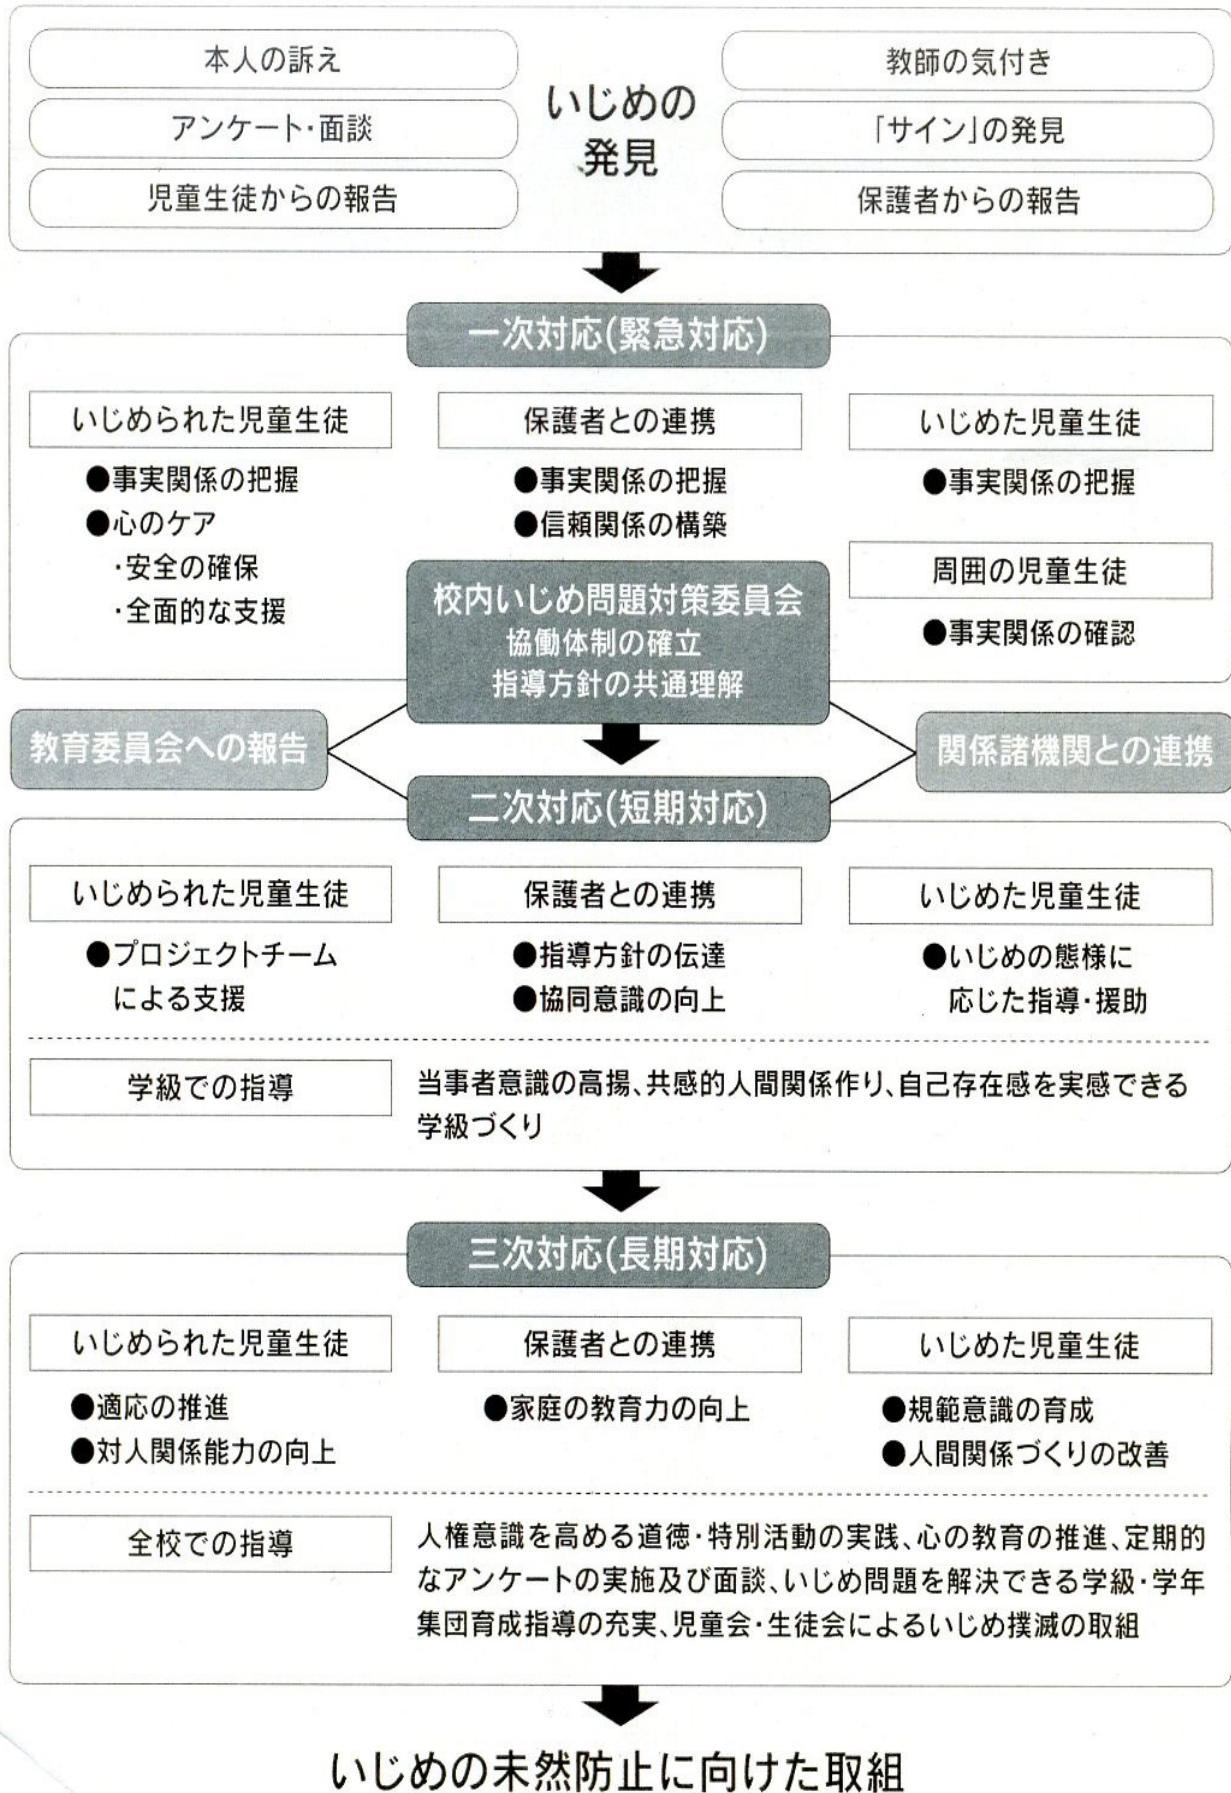 本人の訴え
アンケート・面談
児童生徒からの報告
いじめの
発見
教師の気付き
「サイン」の発見
保護者からの報告
一次対応(緊急対応)
いじめられた児童生徒
●事実関係の把握
●心のケア
・安全の確保
・全面的な支援
保護者との連携
●事実関係の把握
●信頼関係の構築
いじめた児童生徒
●事実関係の把握
周囲の児童生徒
●事実関係の確認
校内いじめ問題対策委員会
協働体制の確立
指導方針の共通理解
教育委員会への報告
関係諸機関との連携
二次対応(短期対応)
いじめられた児童生徒
●プロジェクトチーム
による支援
保護者との連携
●指導方針の伝達
●協同意識の向上
いじめた児童生徒
●いじめの態様に
応じた指導・援助
学級での指導
当事者意識の高揚、共感的人間関係作り、自己存在感を実感できる
学級づくり
三次対応(長期対応)
いじめられた児童生徒
●適応の推進
●対人関係能力の向上
保護者との連携
●家庭の教育力の向上
いじめた児童生徒
●規範意識の育成
●人間関係づくりの改善
全校での指導
人権意識を高める道徳・特別活動の実践、心の教育の推進、定期的
なアンケートの実施及び面談、いじめ問題を解決できる学級・学年
集団育成指導の充実、児童会・生徒会によるいじめ撲滅の取組
いじめの未然防止に向けた取組